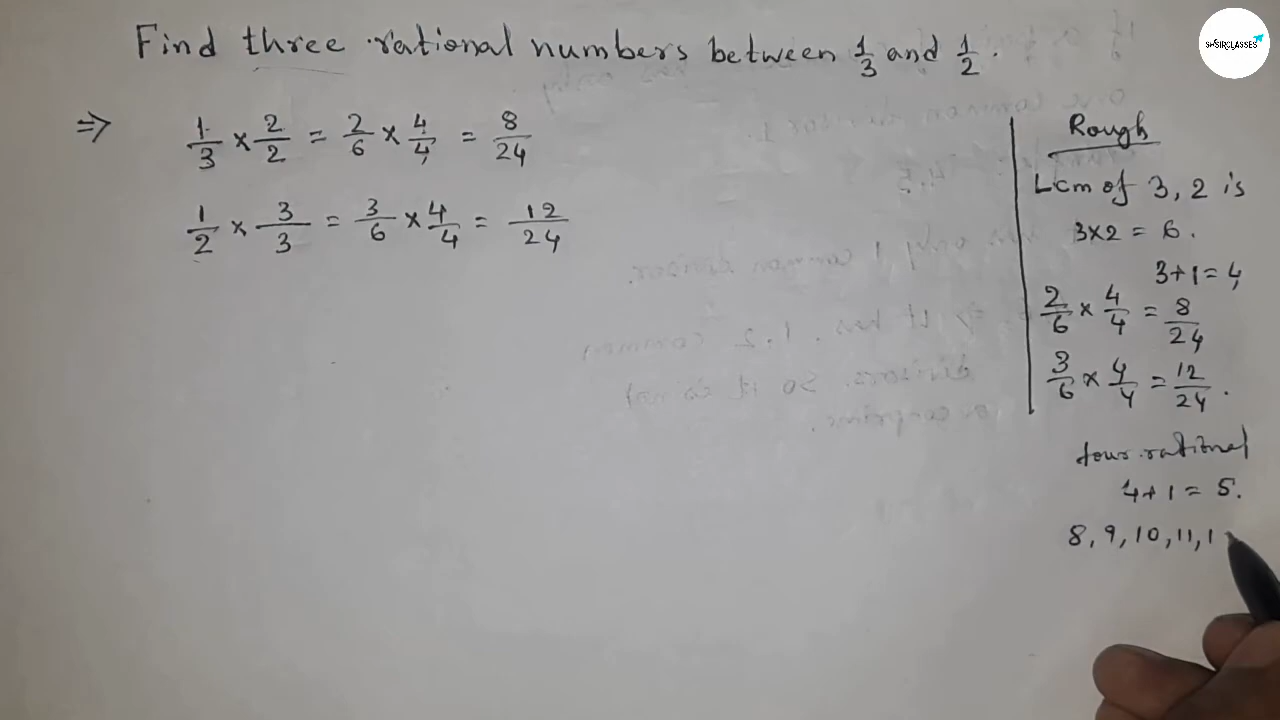 Find three rational numbers between 1/3 and 1/2.
⇒ 1/3 × 2/2 = 2/6 × 4/4 = 8/24
1/2 × 3/3 = 3/6 × 4/4 = 12/24
Rough
Lcm of 3, 2 is
3×2 = 6.
3+1 = 4
2/6 × 4/4 = 8/24
3/6 × 4/4 = 12/24.
four rational
4+1 = 5.
8, 9, 10, 11, 1
SHSIRCLASSES